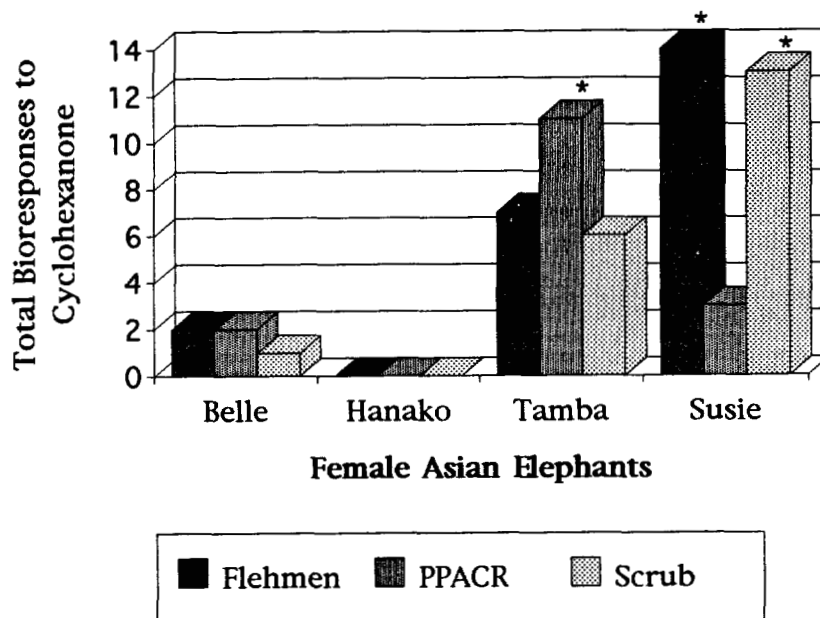 Total Bioresponses to
Cyclohexanone
14
12
10
8
6
4
2
0
*
*
*
Belle Hanako Tamba Susie
Female Asian Elephants
Flehmen PPACR Scrub